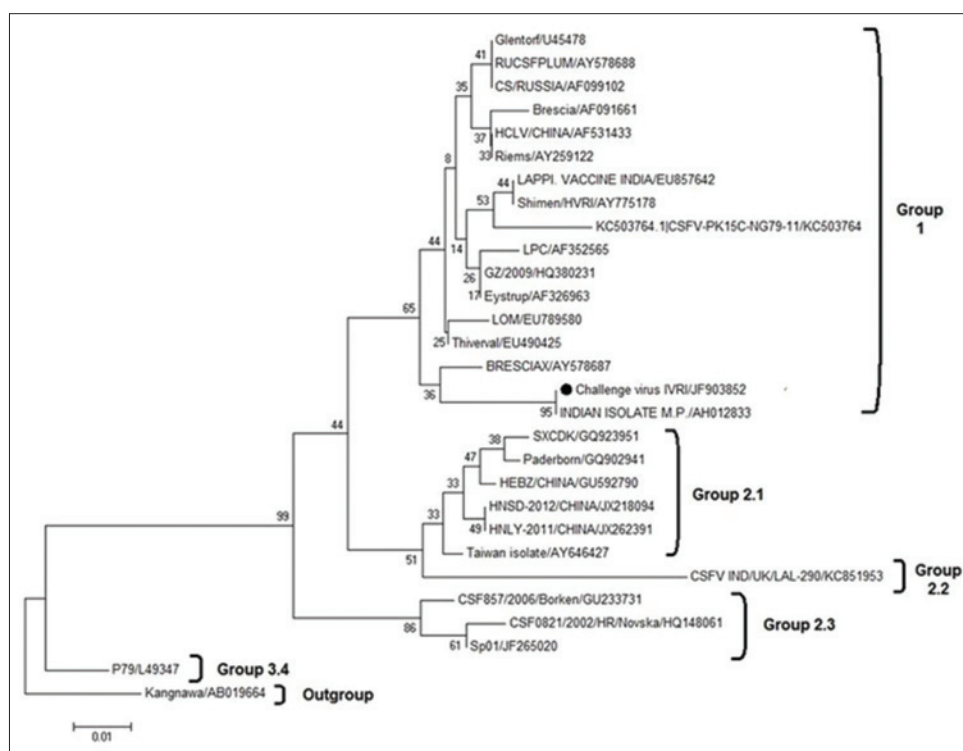 Glentorf/U45478
41
RUCSFPLUM/AY578688
CS/RUSSIA/AF099102
35
Brescia/AF091661
37
HCLV/CHINA/AF531433
33
Riems/AY259122
8
44
LAPPI. VACCINE INDIA/EU857642
53
Shimen/HVRI/AY775178
KC503764.1|CSFV-PK15C-NG79-11/KC503764
Group
1
44
14
LPC/AF352565
26
GZ/2009/HQ380231
17
Eystrup/AF326963
65
LOM/EU789580
25
Thiverval/EU490425
BRESCIAX/AY578687
36
Challenge virus IVRI/JF903852
95
INDIAN ISOLATE M.P./AH012833
44
38
SXCDK/GQ923951
47
Paderborn/GQ902941
33
HEBZ/CHINA/GU592790
Group 2.1
33
HNSD-2012/CHINA/JX218094
49
HNLY-2011/CHINA/JX262391
99
51
Taiwan isolate/AY646427
CSFV IND/UK/LAL-290/KC851953
Group
2.2
CSF857/2006/Borken/GU233731
86
CSF0821/2002/HR/Novska/HQ148061
Group 2.3
61
Sp01/JF265020
P79/L49347
Group 3.4
Kangnawa/AB019664
Outgroup
0.01